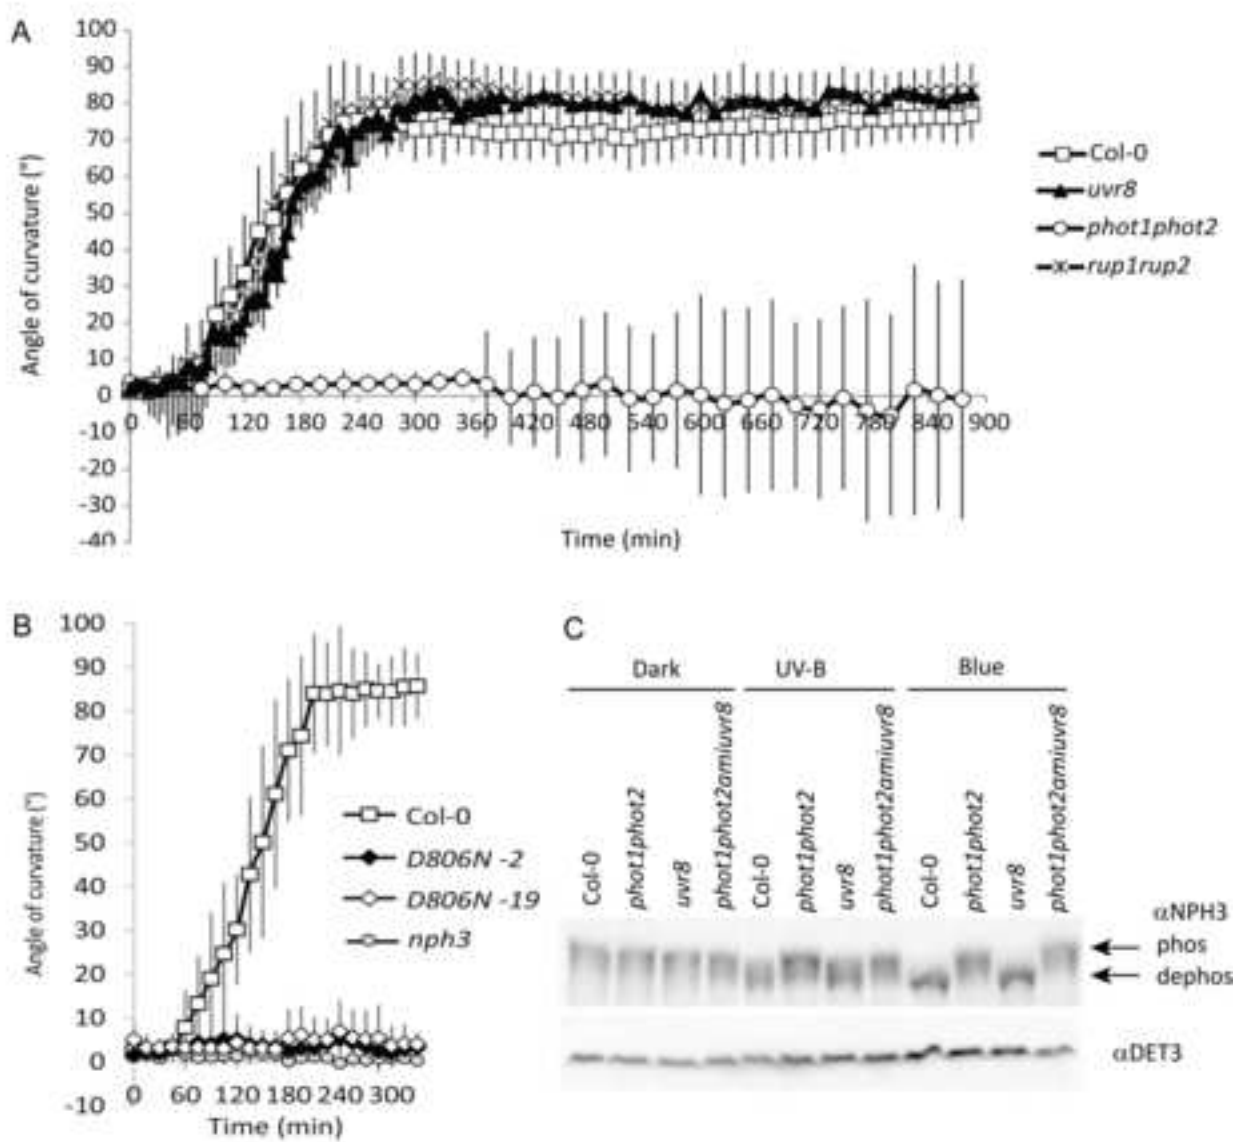 A
100
90
80
70
60
50
40
30
20
10
0
-10
-20
-30
-40
Angle of curvature (°)
0 60 120 180 240 300 360 420 480 540 600 660 720 780 840 900
Time (min)
Col-0
uvr8
phot1phot2
rup1rup2
B
100
90
80
70
60
50
40
30
20
10
0
-10
Angle of curvature (°)
0 60 120 180 240 300
Time (min)
Col-0
D806N -2
D806N -19
nph3
C
Dark UV-B Blue
Col-0 phot1phot2 uvr8 phot1phot2amiuvr8 Col-0 phot1phot2 uvr8 phot1phot2amiuvr8 Col-0 phot1phot2 uvr8 phot1phot2amiuvr8
αNPH3
phos
dephos
αDET3